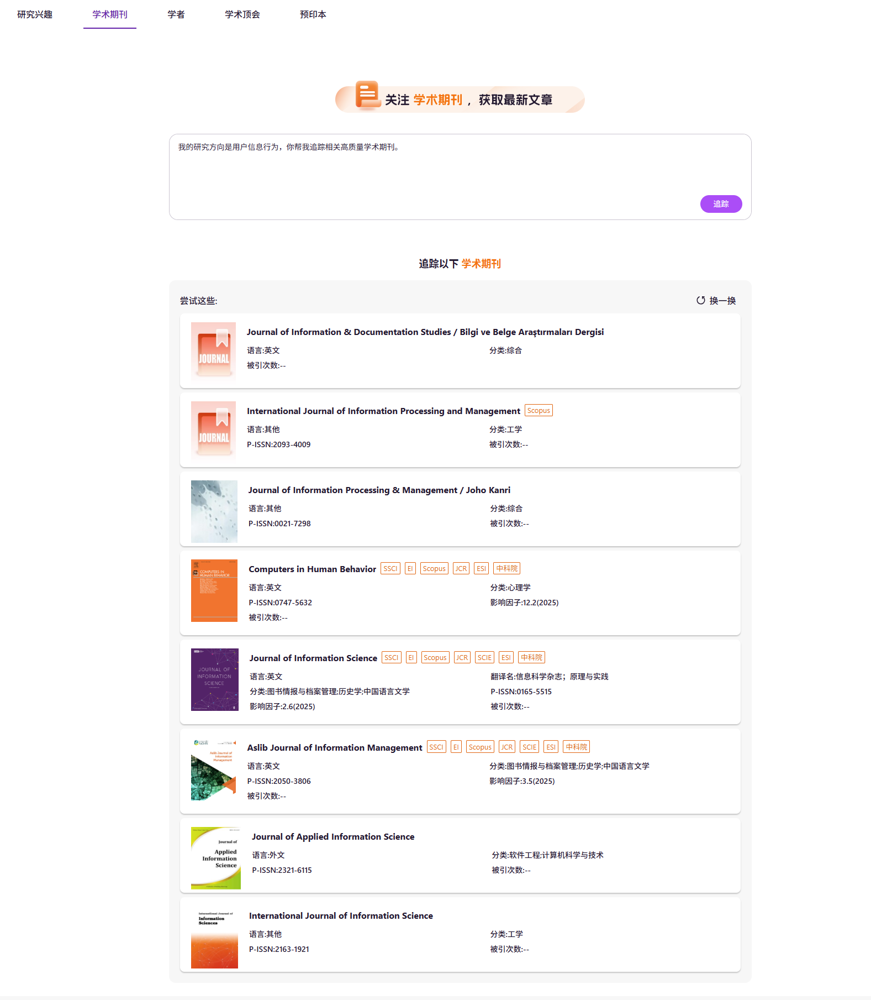 研究兴趣
学术期刊
学者
学术顶会
预印本
关注 学术期刊 ，获取最新文章
我的研究方向是用户信息行为，你帮我追踪相关高质量学术期刊。
追踪
追踪以下 学术期刊
尝试这些:
换一换
JOURNAL
Journal of Information & Documentation Studies / Bilgi ve Belge Araştırmaları Dergisi
语言:英文
分类:综合
被引次数:--
JOURNAL
International Journal of Information Processing and Management Scopus
语言:其他
分类:工学
P-ISSN:2093-4009
被引次数:--
Journal of Information Processing & Management / Joho Kanri
语言:其他
分类:综合
P-ISSN:0021-7298
被引次数:--
COMPUTERS IN
HUMAN BEHAVIOR
Computers in Human Behavior SSCI EI Scopus JCR ESI 中科院
语言:英文
分类:心理学
P-ISSN:0747-5632
影响因子:12.2(2025)
被引次数:--
JOURNAL OF
INFORMATION
SCIENCE
Journal of Information Science SSCI EI Scopus JCR SCIE ESI 中科院
语言:英文
翻译名:信息科学杂志；原理与实践
分类:图书情报与档案管理;历史学;中国语言文学
P-ISSN:0165-5515
影响因子:2.6(2025)
被引次数:--
Aslib Journal of
Information
Management
Aslib Journal of Information Management SSCI EI Scopus JCR SCIE ESI 中科院
语言:英文
分类:图书情报与档案管理;历史学;中国语言文学
P-ISSN:2050-3806
影响因子:3.5(2025)
被引次数:--
Journal of
Applied
Information
Science
Journal of Applied Information Science
语言:外文
分类:软件工程;计算机科学与技术
P-ISSN:2321-6115
被引次数:--
International Journal of
Information
Sciences
International Journal of Information Science
语言:其他
分类:工学
P-ISSN:2163-1921
被引次数:--